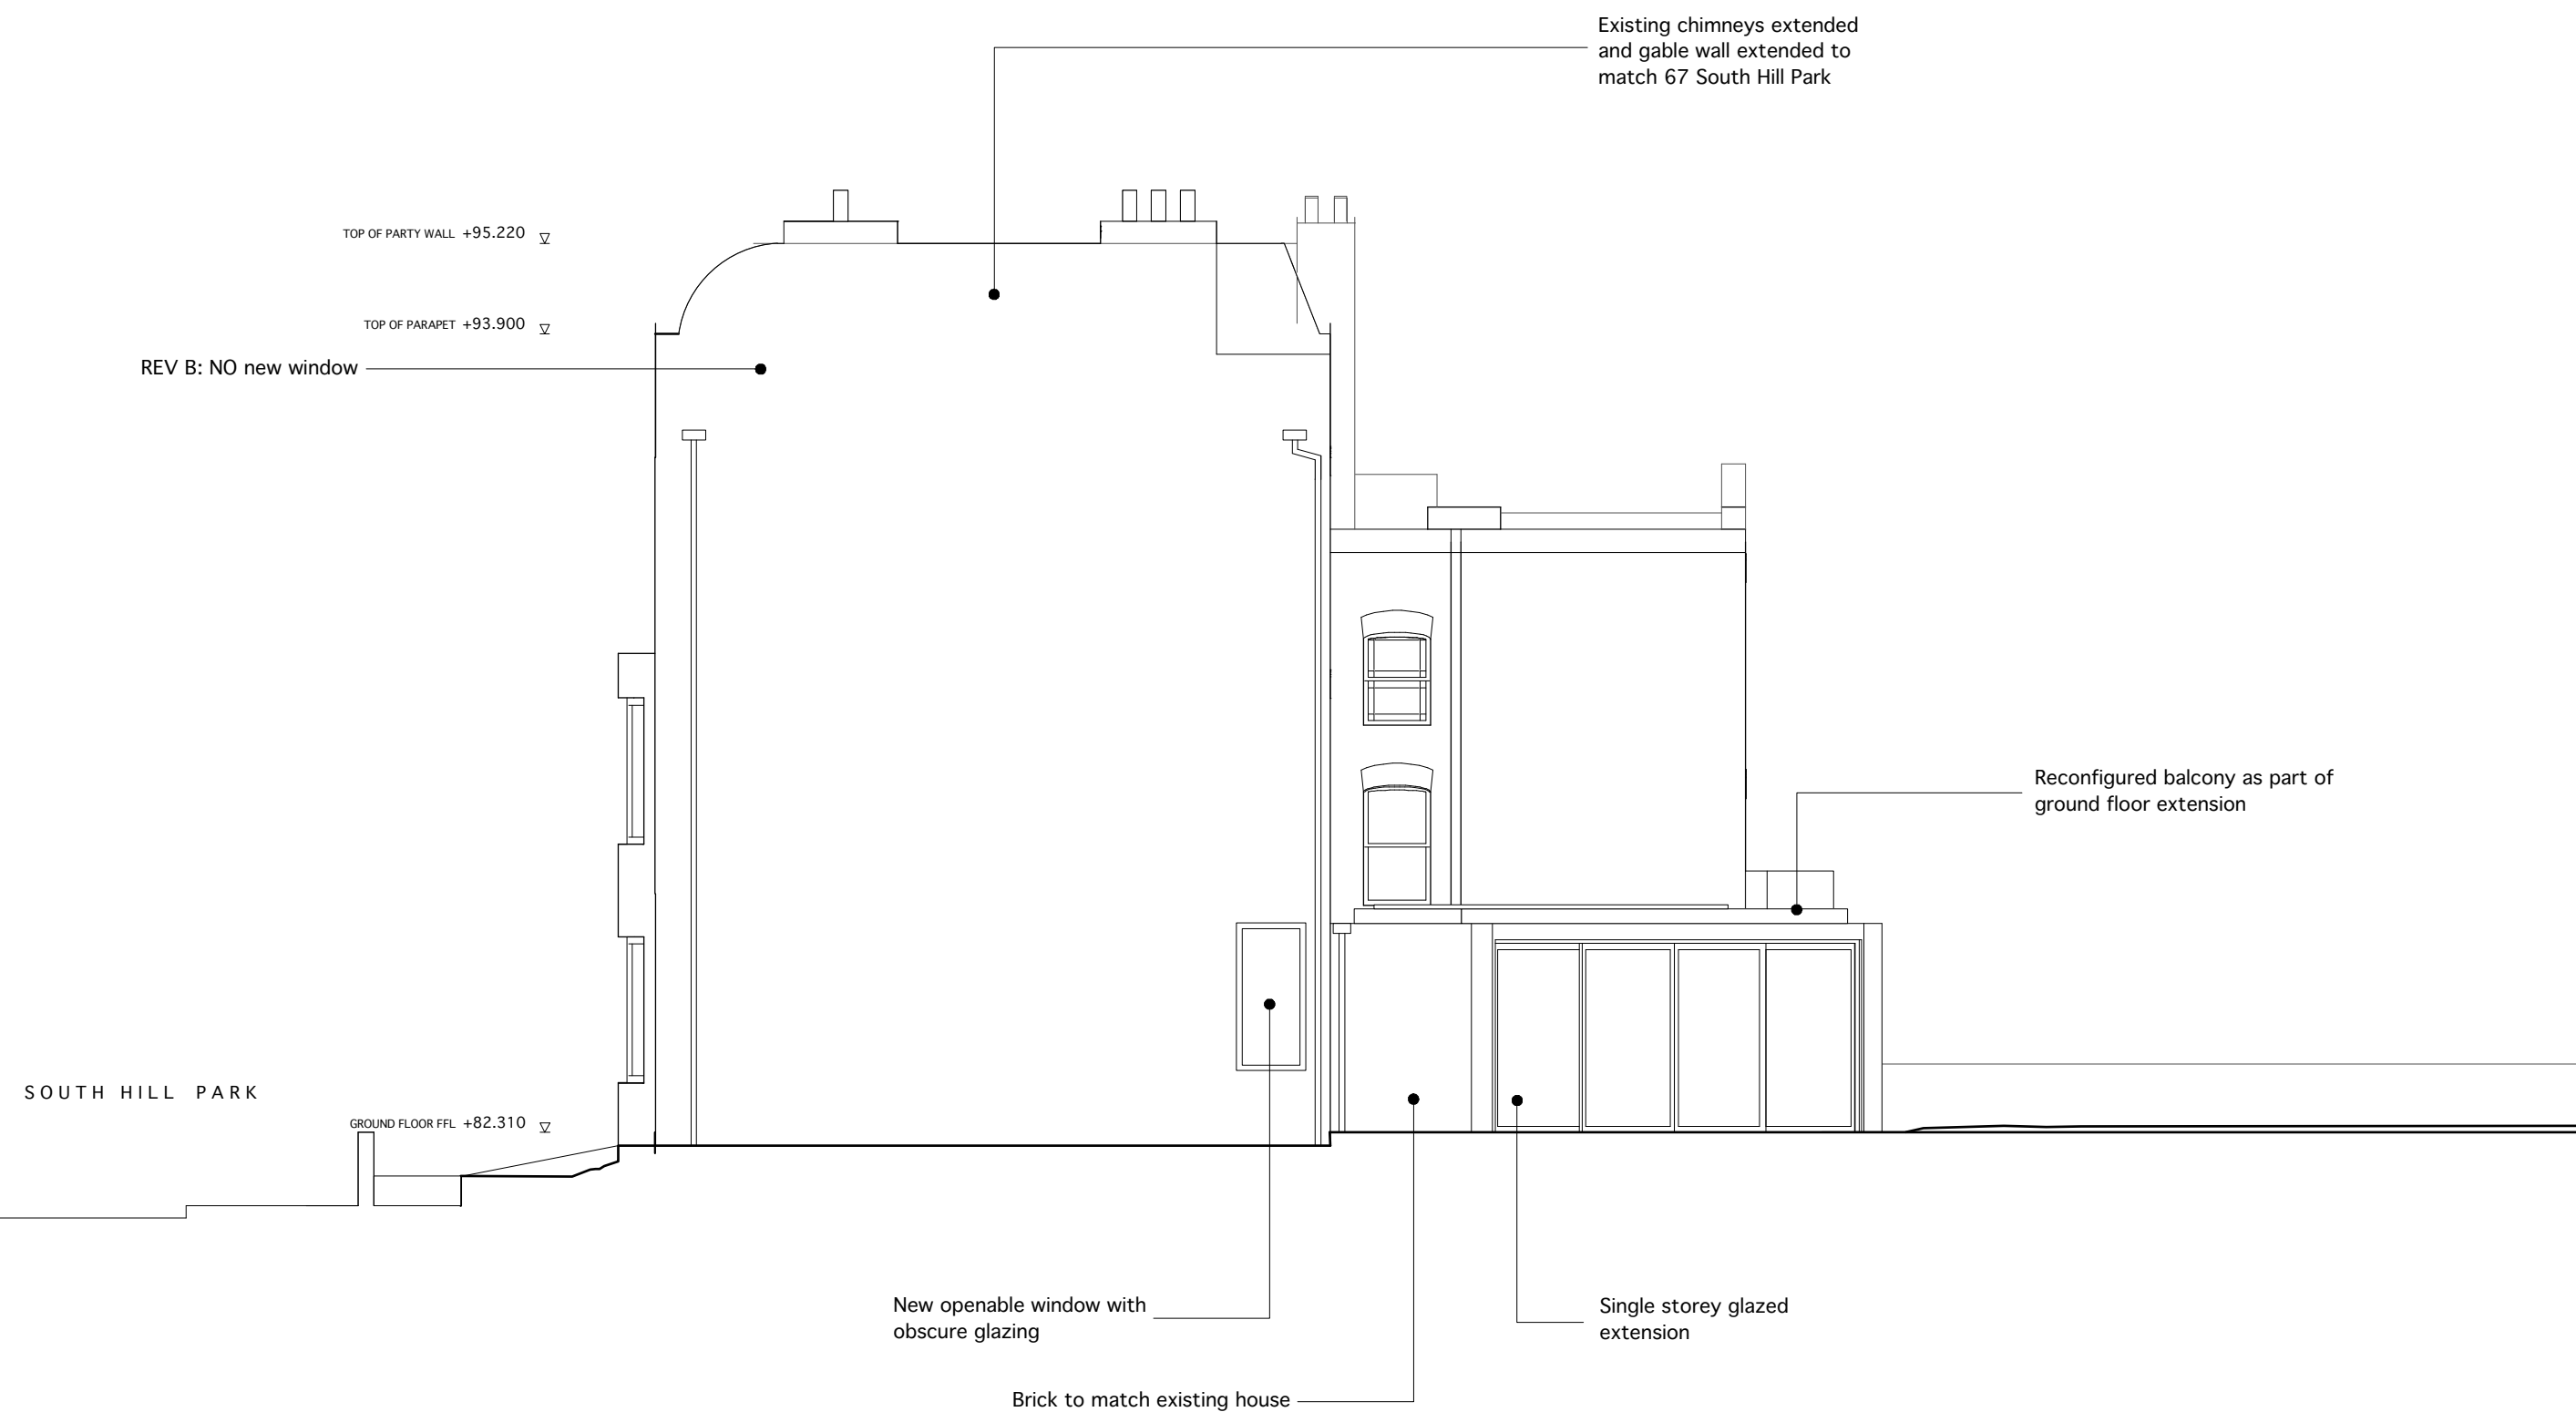 Existing chimneys extended
and gable wall extended to
match 67 South Hill Park
TOP OF PARTY WALL +95.220
TOP OF PARAPET +93.900
REV B: NO new window
Reconfigured balcony as part of
ground floor extension
SOUTH HILL PARK
GROUND FLOOR FFL +82.310
New openable window with
obscure glazing
Single storey glazed
extension
Brick to match existing house